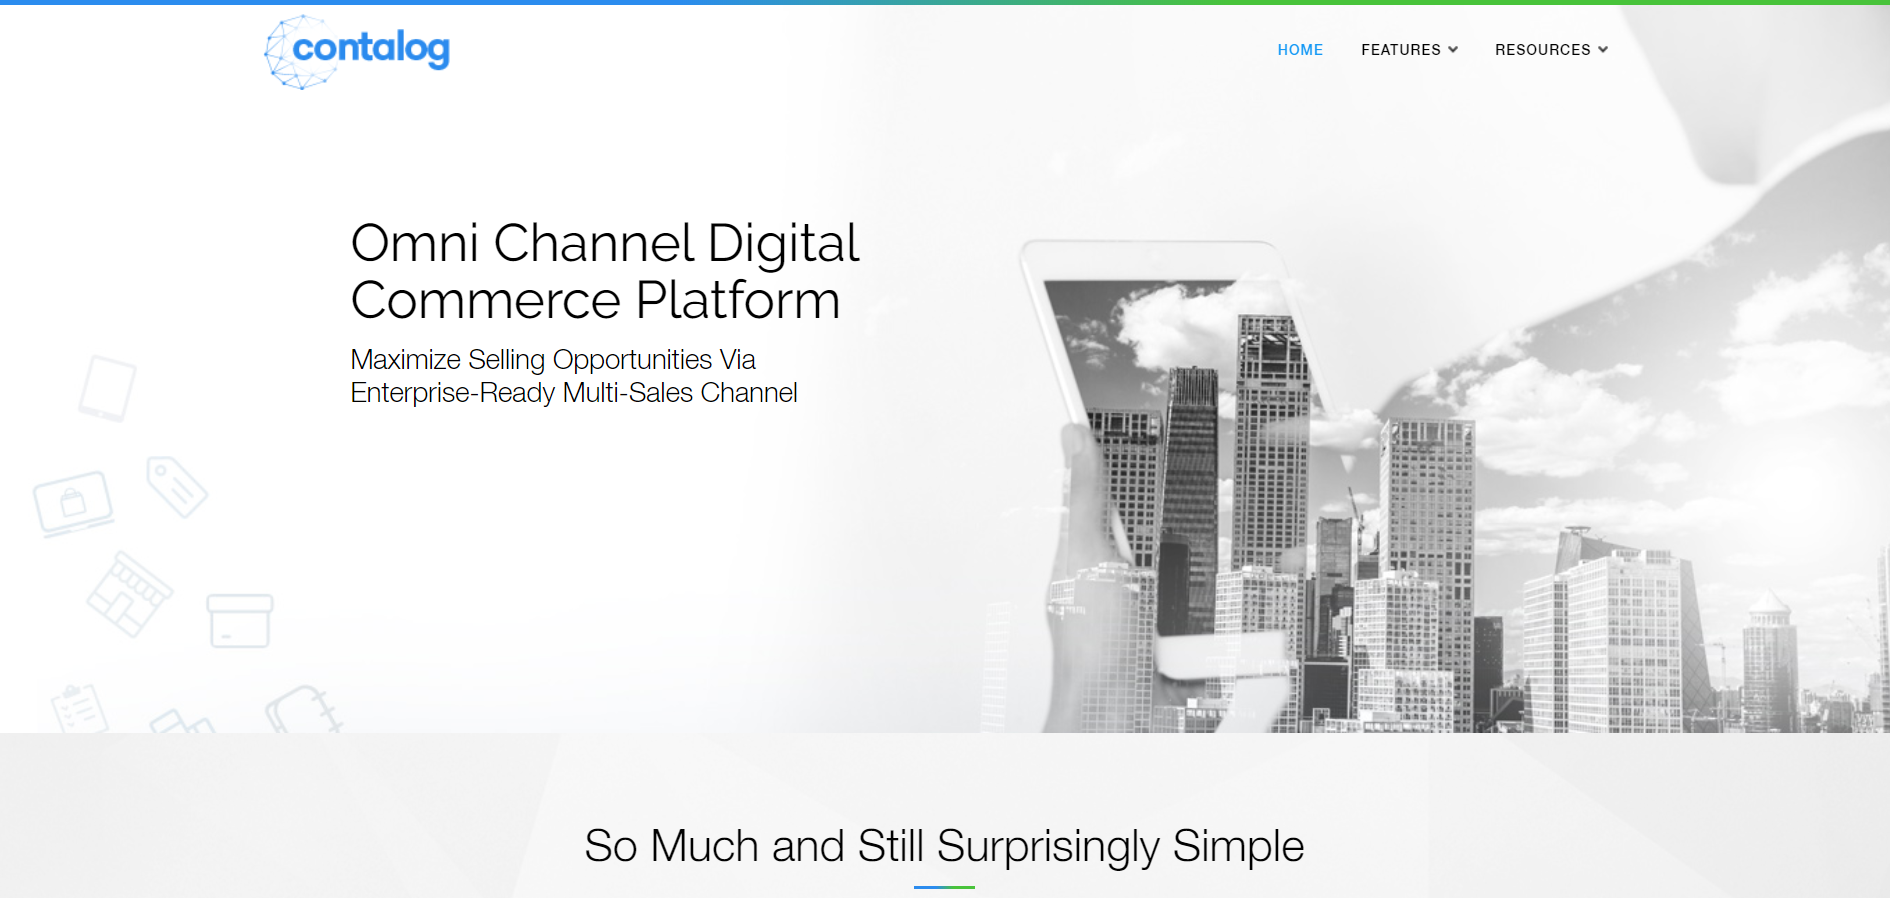 contalog
HOME FEATURES RESOURCES
Omni Channel Digital
Commerce Platform
Maximize Selling Opportunities Via
Enterprise-Ready Multi-Sales Channel
So Much and Still Surprisingly Simple